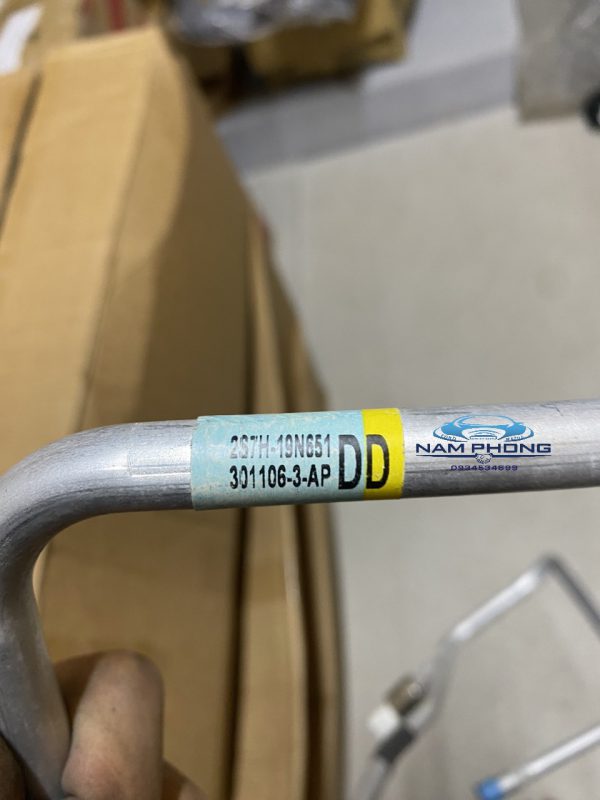 2S7H-19N651
301106-3-AP
DD
NAM PHONG
0934534699